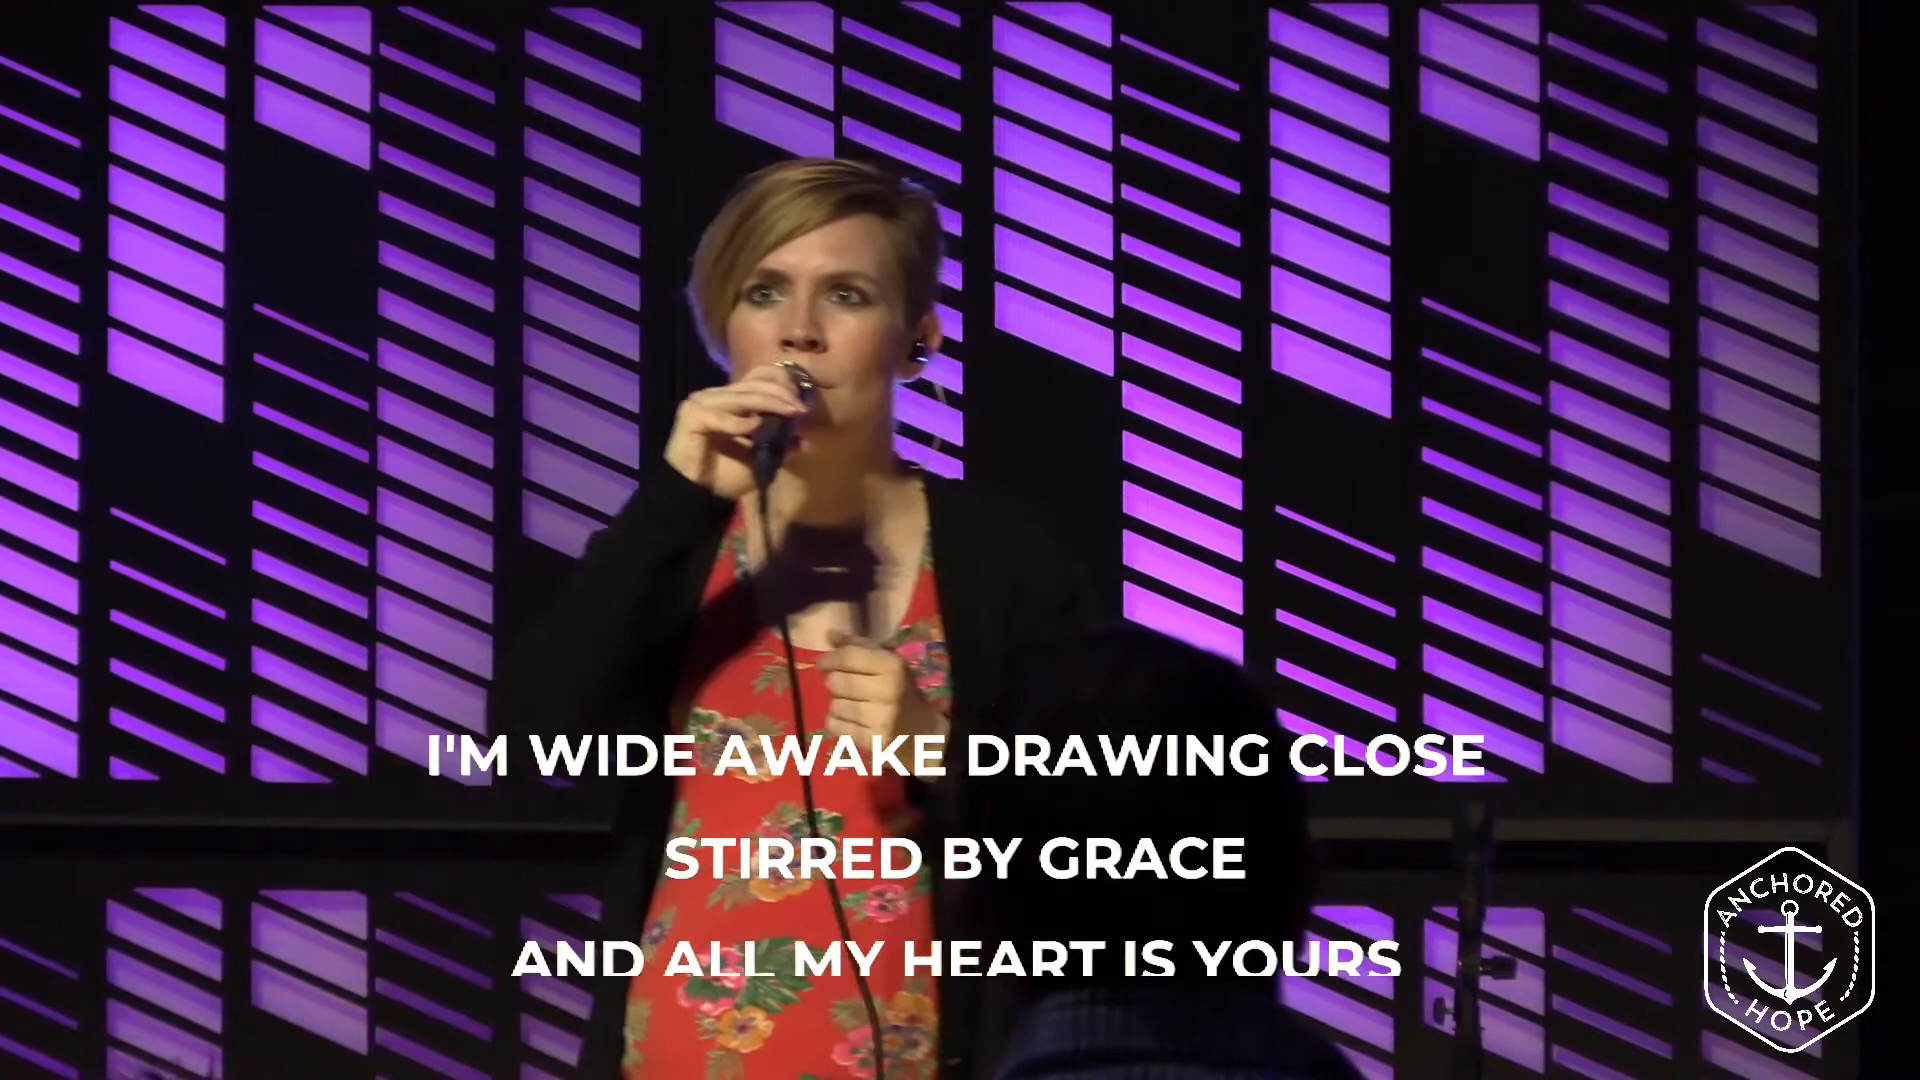 I'M WIDE AWAKE DRAWING CLOSE
STIRRED BY GRACE
AND ALL MY HEART IS YOURS
ANCHORED
HOPE